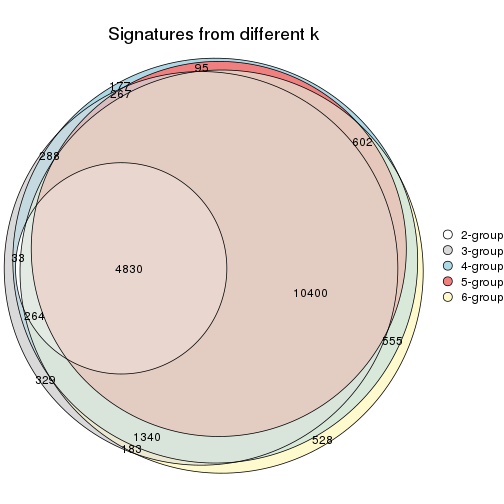 Signatures from different k
95
177
267
602
288
33
4830
10400
264
555
329
1340
183
528
2-group
3-group
4-group
5-group
6-group